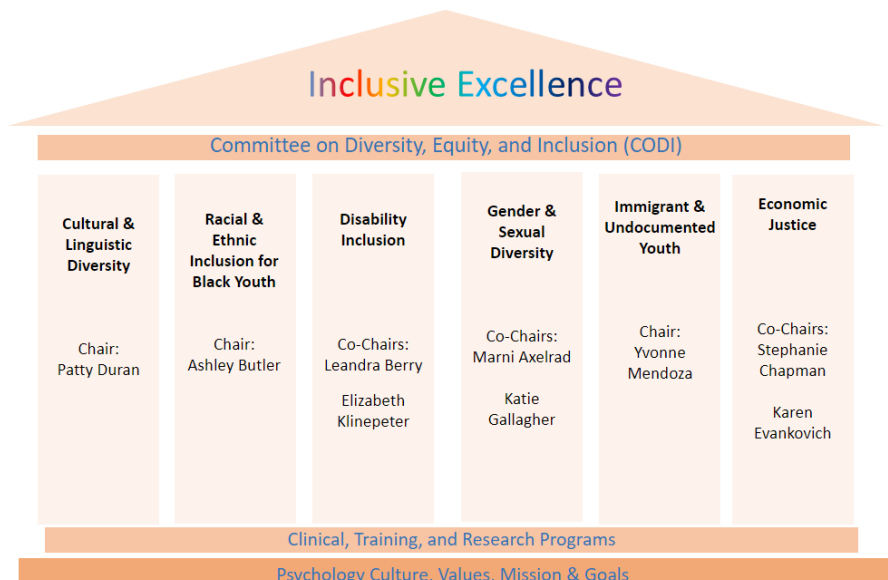 Inclusive Excellence
Committee on Diversity, Equity, and Inclusion (CODI)
Cultural &
Linguistic
Diversity
Chair:
Patty Duran
Racial &
Ethnic
Inclusion for
Black Youth
Chair:
Ashley Butler
Disability
Inclusion
Co-Chairs:
Leandra Berry
Elizabeth
Klinepeter
Gender &
Sexual
Diversity
Co-Chairs:
Marni Axelrad
Katie
Gallagher
Immigrant &
Undocumented
Youth
Chair:
Yvonne
Mendoza
Economic
Justice
Co-Chairs:
Stephanie
Chapman
Karen
Evankovich
Clinical, Training, and Research Programs
Psychology Culture, Values, Mission & Goals